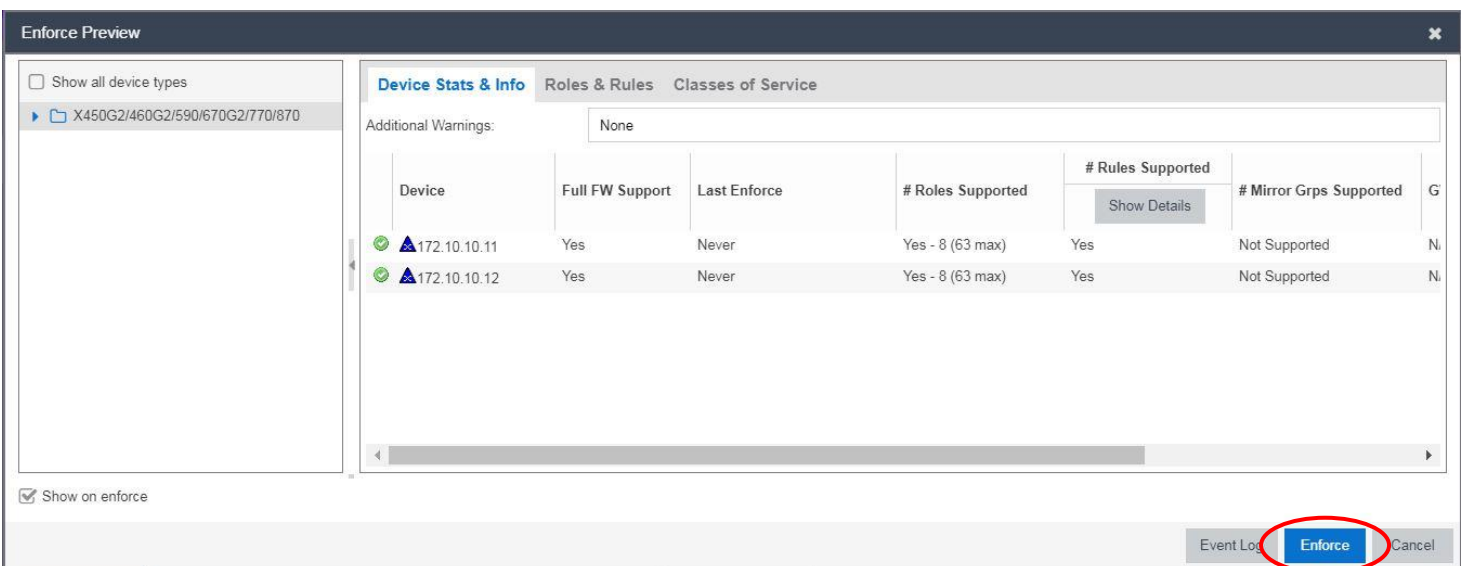 Enforce Preview
Show all device types
X450G2/460G2/590/670G2/770/870
Device Stats & Info Roles & Rules Classes of Service
Additional Warnings: None
Device Full FW Support Last Enforce # Roles Supported # Rules Supported # Mirror Grps Supported
Show Details
172.10.10.11 Yes Never Yes - 8 (63 max) Yes Not Supported
172.10.10.12 Yes Never Yes - 8 (63 max) Yes Not Supported
Show on enforce
Event Log Enforce Cancel